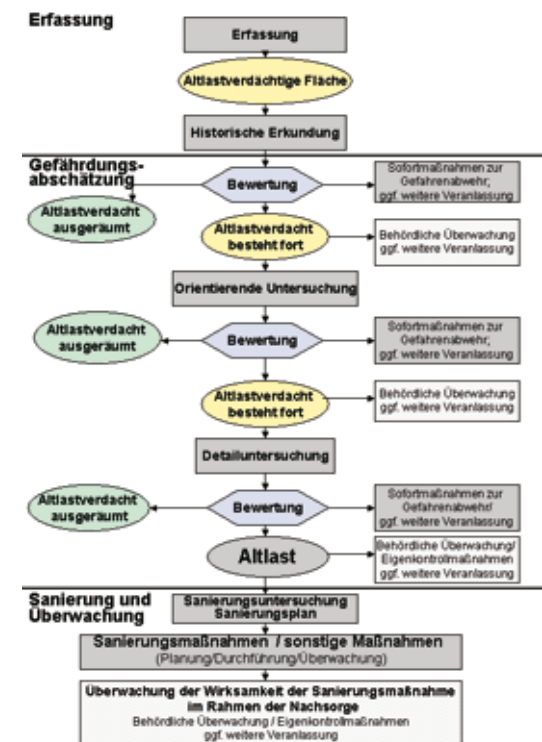 Erfassung
Erfassung
Altlastverdächtige Fläche
Historische Erkundung
Gefährdungs-
abschätzung
Bewertung
Sofortmaßnahmen zur
Gefahrenabwehr;
ggf. weitere Veranlassung
Altlastverdacht
ausgeräumt
Altlastverdacht
besteht fort
Behördliche Überwachung
ggf. weitere Veranlassung
Orientierende Untersuchung
Altlastverdacht
ausgeräumt
Bewertung
Sofortmaßnahmen zur
Gefahrenabwehr;
ggf. weitere Veranlassung
Altlastverdacht
besteht fort
Behördliche Überwachung
ggf. weitere Veranlassung
Detailuntersuchung
Altlastverdacht
ausgeräumt
Bewertung
Sofortmaßnahmen zur
Gefahrenabwehr/
ggf. weitere Veranlassung
Altlast
Behördliche Überwachung/
Eigenkontrollmaßnahmen
ggf. weitere Veranlassung
Sanierung und
Überwachung
Sanierungsuntersuchung
Sanierungsplan
Sanierungsmaßnahmen / sonstige Maßnahmen
(Planung/Durchführung/Überwachung)
Überwachung der Wirksamkeit der Sanierungsmaßnahme
im Rahmen der Nachsorge
Behördliche Überwachung / Eigenkontrollmaßnahmen
ggf. weitere Veranlassung